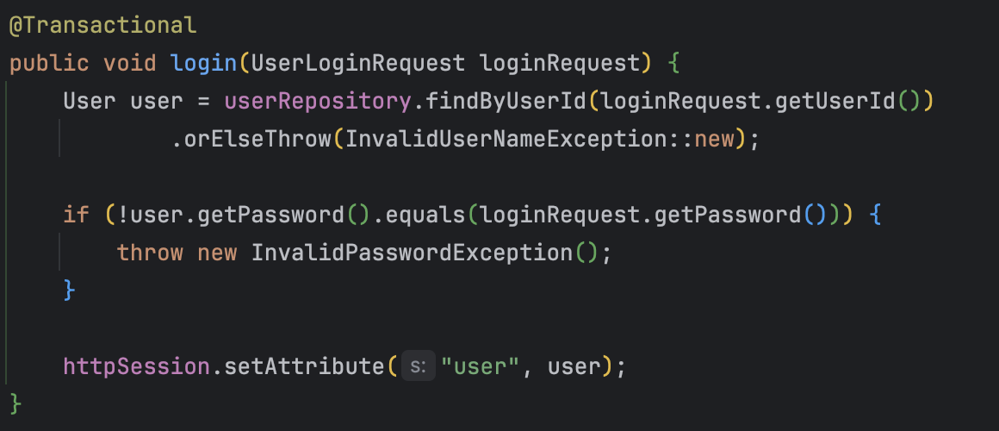 @Transactional
public void login(UserLoginRequest loginRequest) {
User user = userRepository.findByUserId(loginRequest.getUserId())
.orElseThrow(InvalidUserNameException::new);
if (!user.getPassword().equals(loginRequest.getPassword())) {
throw new InvalidPasswordException();
}
httpSession.setAttribute( s: "user", user);
}